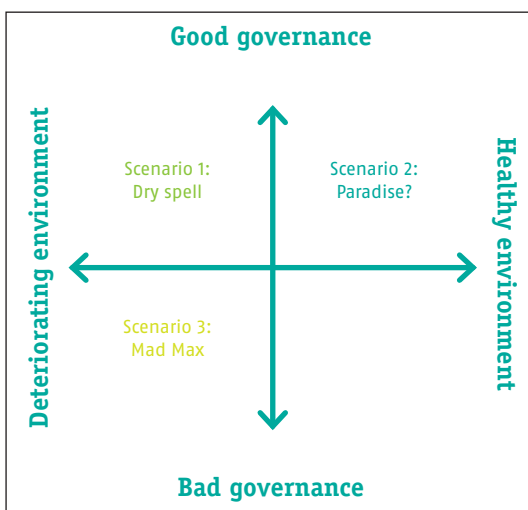 Good governance
Deteriorating environment
Healthy environment
Scenario 1:
Dry spell
Scenario 2:
Paradise?
Scenario 3:
Mad Max
Bad governance